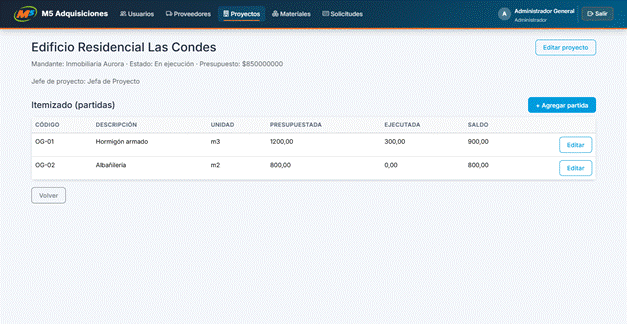 M5 M5 Adquisiciones Usuarios Proveedores Proyectos Materiales Solicitudes A Administrador General Salir
Administrador
Edificio Residencial Las Condes Editar proyecto
Mandante: Inmobiliaria Aurora · Estado: En ejecución · Presupuesto: $850000000
Jefe de proyecto: Jefa de Proyecto
Itemizado (partidas) + Agregar partida
CÓDIGO DESCRIPCIÓN UNIDAD PRESUPUESTADA EJECUTADA SALDO
OG-01 Hormigón armado m3 1200,00 300,00 900,00 Editar
OG-02 Albañilería m2 800,00 0,00 800,00 Editar
Volver